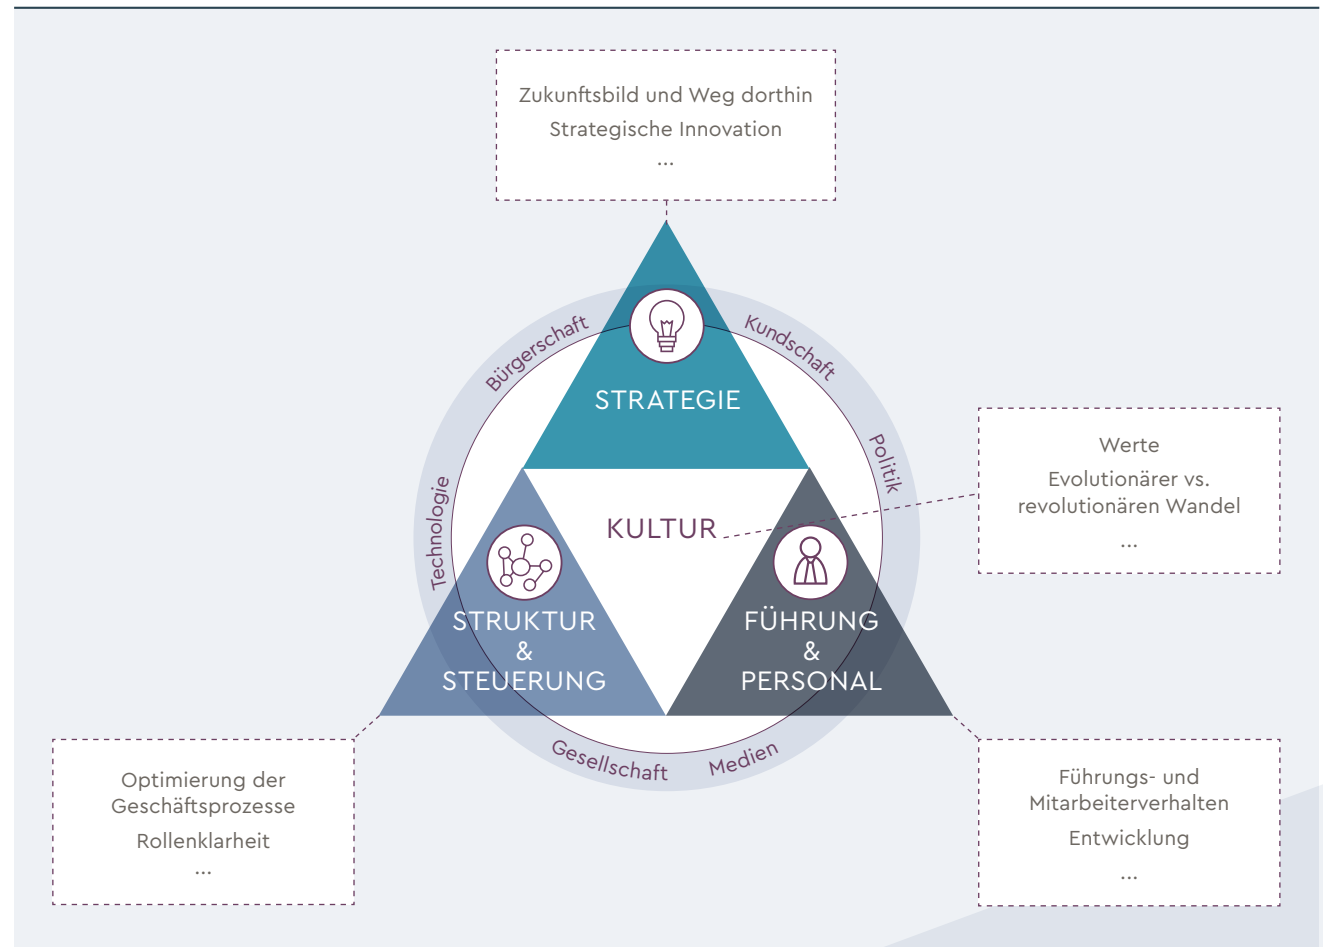 Zukunftsbild und Weg dorthin
Strategische Innovation
...
Bürgerschaft
Kundschaft
STRATEGIE
Politik
Technologie
KULTUR
Werte
Evolutionärer vs.
revolutionären Wandel
...
STRUKTUR
&
STEUERUNG
FÜHRUNG
&
PERSONAL
Gesellschaft
Medien
Optimierung der
Geschäftsprozesse
Rollenklarheit
...
Führungs- und
Mitarbeiterverhalten
Entwicklung
...